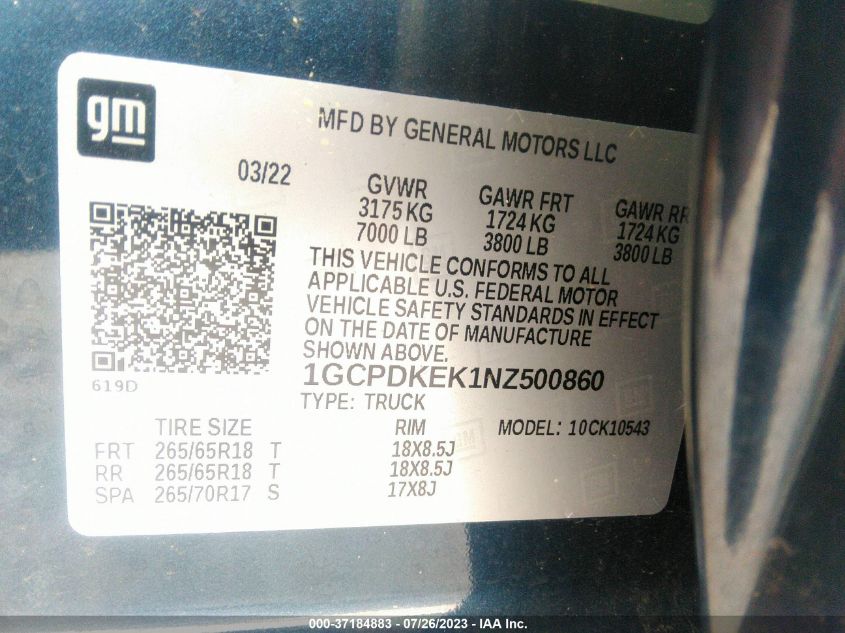 gm
MFD BY GENERAL MOTORS LLC
03/22
GVWR GAWR FRT GAWR RR
3175 KG 1724 KG 1724 KG
7000 LB 3800 LB 3800 LB
THIS VEHICLE CONFORMS TO ALL
APPLICABLE U.S. FEDERAL MOTOR
VEHICLE SAFETY STANDARDS IN EFFECT
ON THE DATE OF MANUFACTURE
SHOWN ABOVE.
619D
1GCPDKEK1NZ500860
TYPE: TRUCK
TIRE SIZE RIM MODEL: 10CK10543
FRT 265/65R18 T 18X8.5J
RR 265/65R18 T 18X8.5J
SPA 265/70R17 S 17X8J
000-37184883 // 07/26/2023 - IAA Inc.